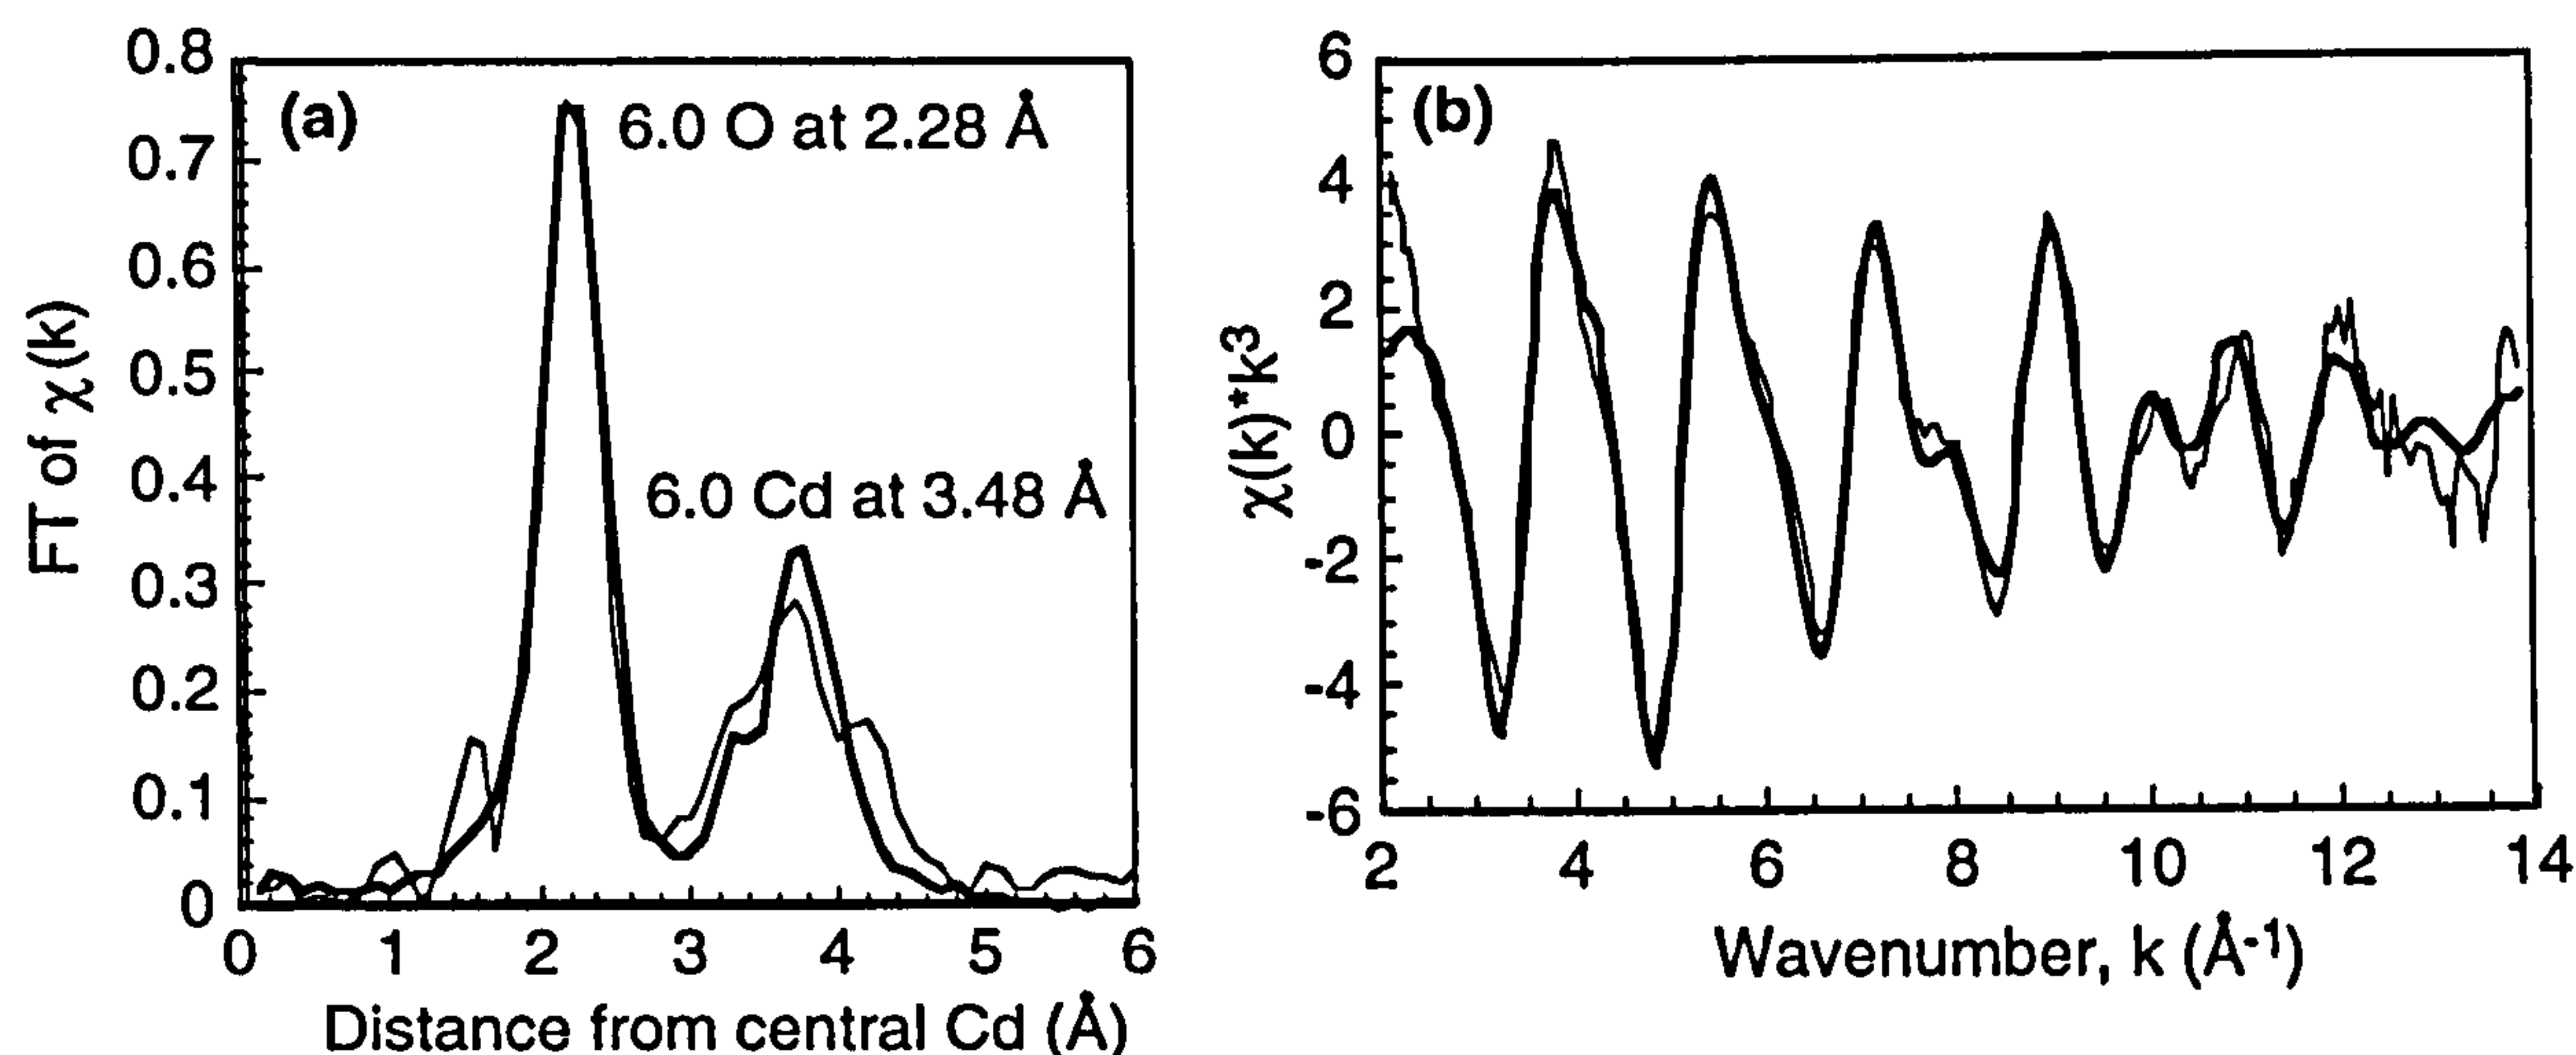 (a)
6.0 O at 2.28 Å
6.0 Cd at 3.48 Å
FT of χ(k)
0.8
0.7
0.6
0.5
0.4
0.3
0.2
0.1
0
0 1 2 3 4 5 6
Distance from central Cd (Å)
(b)
χ(k)*k³
6
4
2
0
-2
-4
-6
2 4 6 8 10 12 14
Wavenumber, k (Å⁻¹)